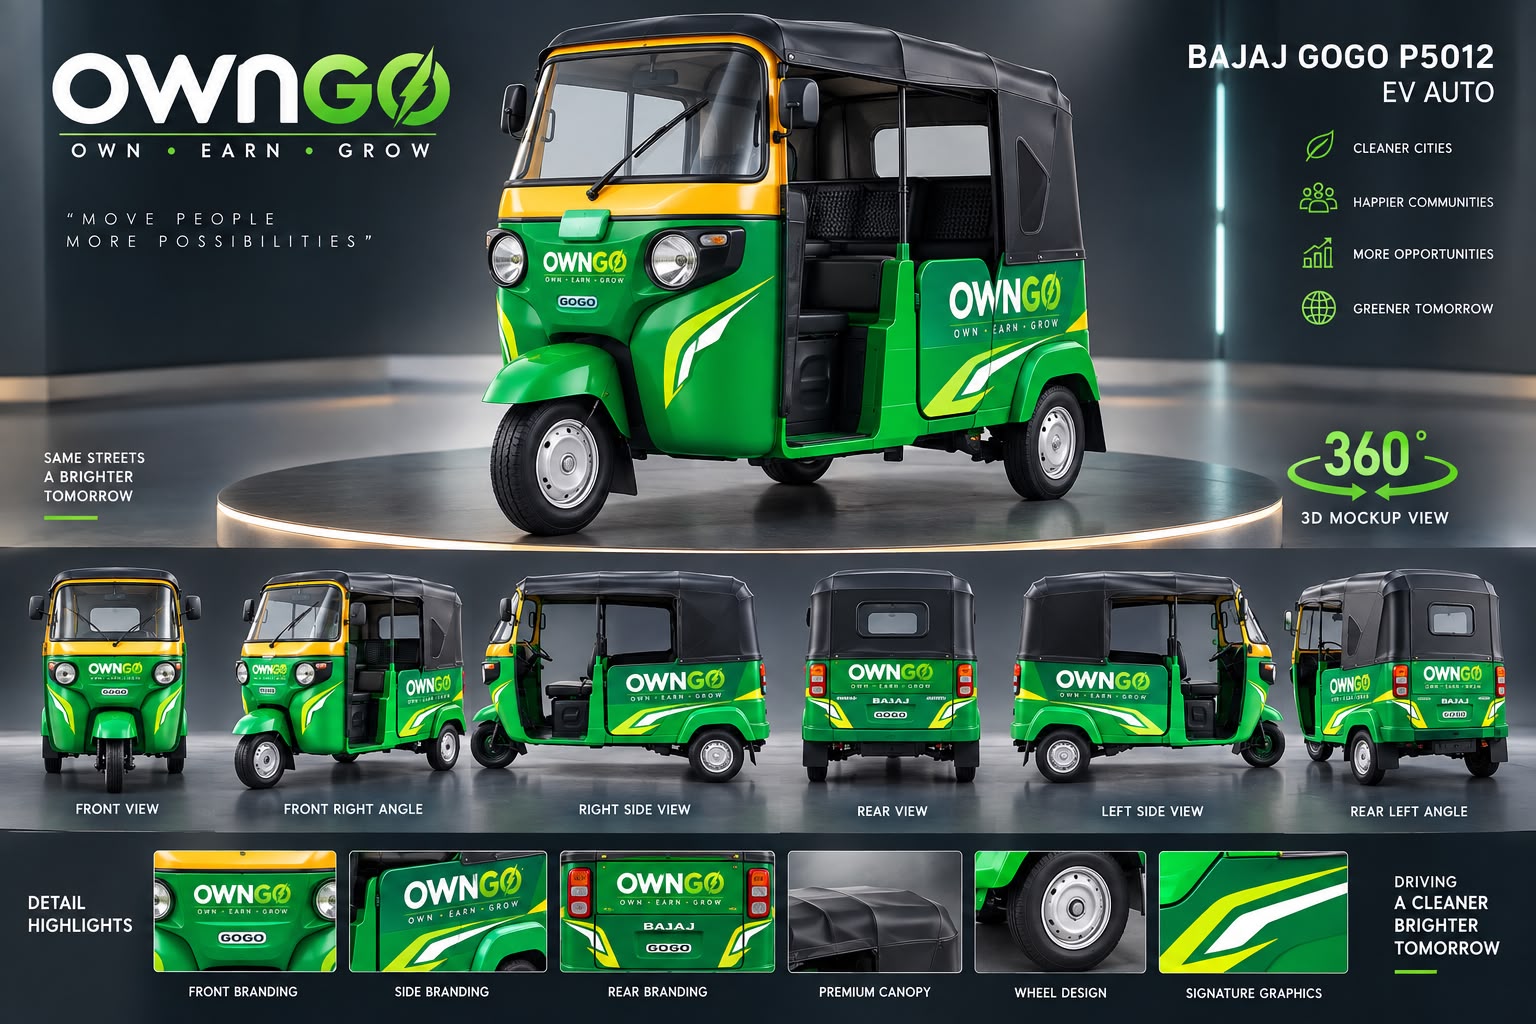 OWNGO
OWN • EARN • GROW
“MOVE PEOPLE
MORE POSSIBILITIES”
SAME STREETS
A BRIGHTER
TOMORROW
BAJAJ GOGO P5012
EV AUTO
CLEANER CITIES
HAPPIER COMMUNITIES
MORE OPPORTUNITIES
GREENER TOMORROW
360°
3D MOCKUP VIEW
OWNGO
OWN • EARN • GROW
GOGO
OWNGO
OWN • EARN • GROW
OWNGO
GOGO
OWNGO
OWNGO
OWNGO
OWN • EARN • GROW
OWNGO
OWN • EARN • GROW
BAJAJ
GOGO
OWNGO
OWN • EARN • GROW
OWNGO
OWNGO
BAJAJ
GOGO
FRONT VIEW
FRONT RIGHT ANGLE
RIGHT SIDE VIEW
REAR VIEW
LEFT SIDE VIEW
REAR LEFT ANGLE
DETAIL
HIGHLIGHTS
OWNGO
OWN • EARN • GROW
GOGO
OWNGO
OWN • EARN • GROW
OWNGO
OWN • EARN • GROW
BAJAJ
GOGO
FRONT BRANDING
SIDE BRANDING
REAR BRANDING
PREMIUM CANOPY
WHEEL DESIGN
SIGNATURE GRAPHICS
DRIVING
A CLEANER
BRIGHTER
TOMORROW